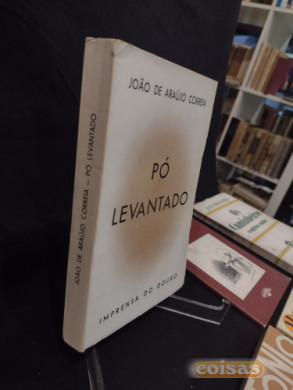 JOÃO DE ARAÚJO CORREIA
PÓ
LEVANTADO
IMPRENSA DO DOURO
JOÃO DE ARAÚJO CORREIA — PÓ LEVANTADO
coisas